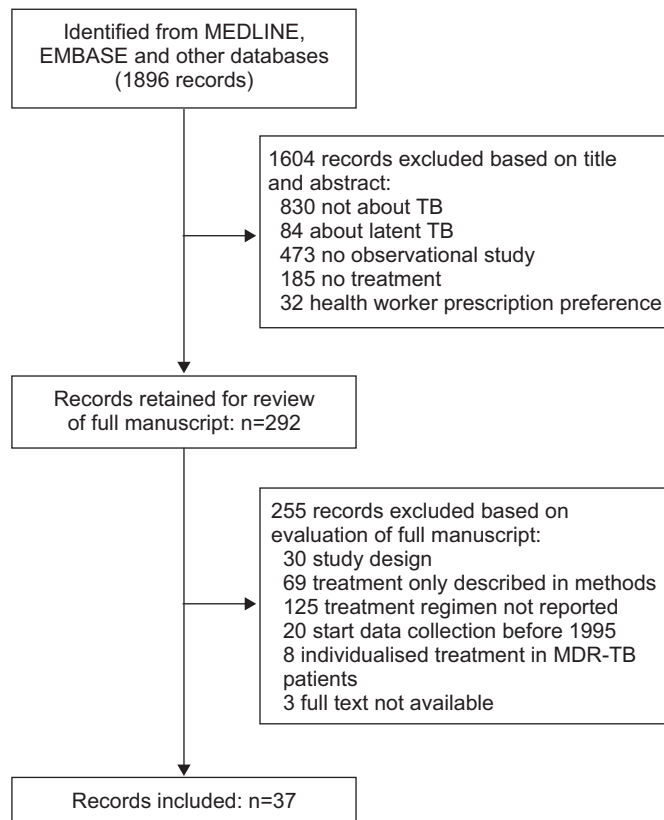 Identified from MEDLINE,
EMBASE and other databases
(1896 records)
1604 records excluded based on title
and abstract:
830 not about TB
84 about latent TB
473 no observational study
185 no treatment
32 health worker prescription preference
Records retained for review
of full manuscript: n=292
255 records excluded based on
evaluation of full manuscript:
30 study design
69 treatment only described in methods
125 treatment regimen not reported
20 start data collection before 1995
8 individualised treatment in MDR-TB
patients
3 full text not available
Records included: n=37